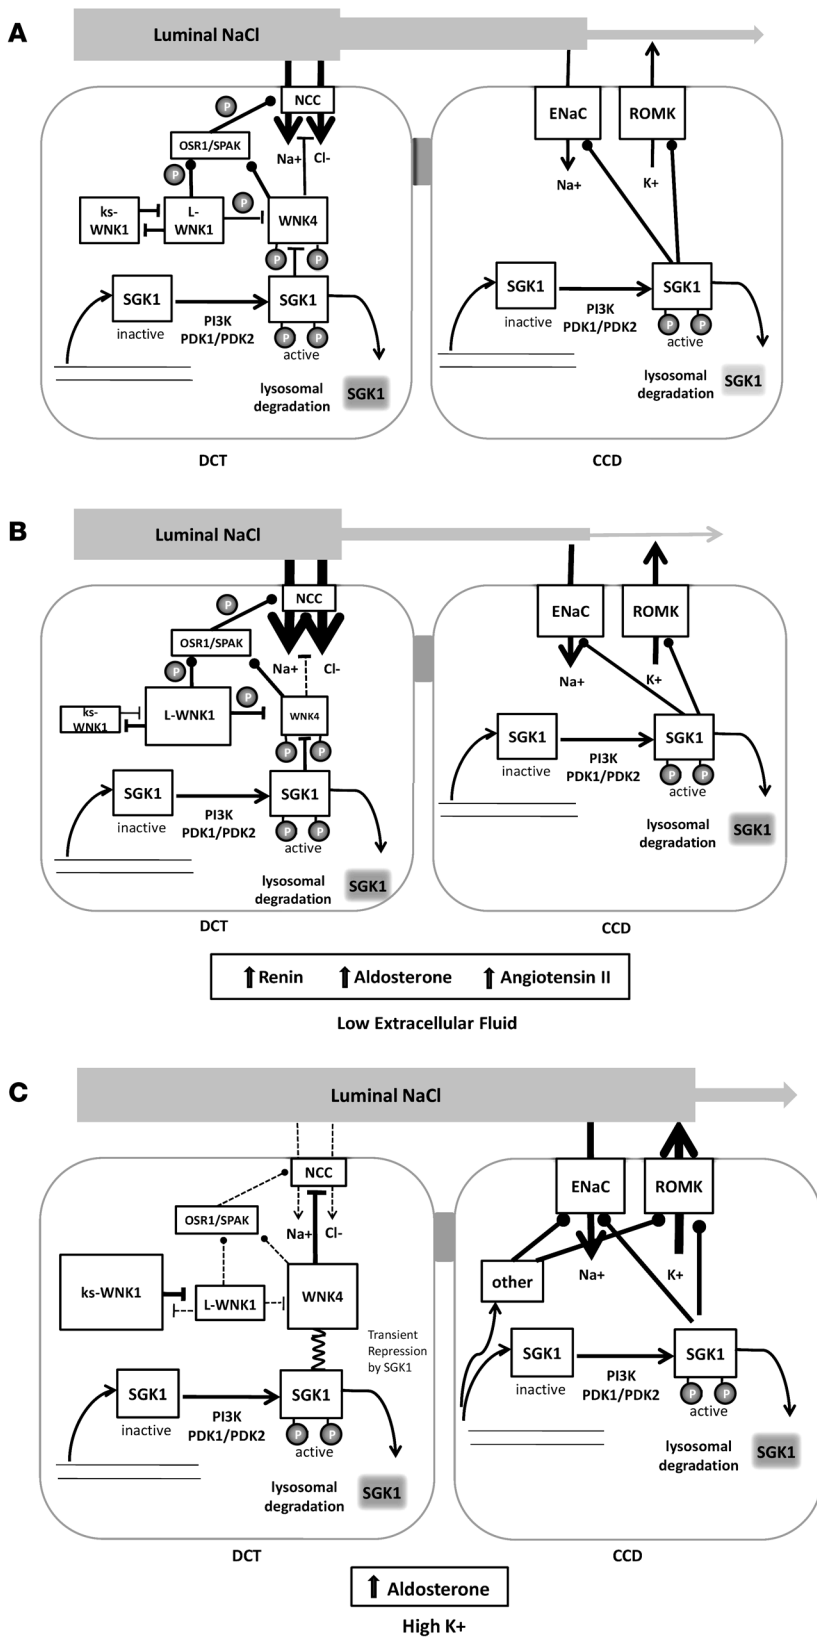 A
Luminal NaCl
NCC
P
OSR1/SPAK
Na+
Cl-
P
P
ks-
WNK1
L-
WNK1
WNK4
P
P
SGK1
inactive
PI3K
PDK1/PDK2
SGK1
P
P
active
lysosomal
degradation
SGK1
DCT
ENaC
ROMK
Na+
K+
SGK1
inactive
PI3K
PDK1/PDK2
SGK1
P
P
active
lysosomal
degradation
SGK1
CCD
B
Luminal NaCl
NCC
P
OSR1/SPAK
Na+
Cl-
P
P
ks-
WNK1
L-WNK1
WNK4
P
P
SGK1
inactive
PI3K
PDK1/PDK2
SGK1
P
P
active
lysosomal
degradation
SGK1
DCT
ENaC
ROMK
Na+
K+
SGK1
inactive
PI3K
PDK1/PDK2
SGK1
P
P
active
lysosomal
degradation
SGK1
CCD
Renin
Aldosterone
Angiotensin II
Low Extracellular Fluid
C
Luminal NaCl
NCC
OSR1/SPAK
Na+
Cl-
ks-WNK1
L-WNK1
WNK4
Transient
Repression
by SGK1
SGK1
inactive
PI3K
PDK1/PDK2
SGK1
P
P
active
lysosomal
degradation
SGK1
DCT
ENaC
ROMK
Na+
K+
other
SGK1
inactive
PI3K
PDK1/PDK2
SGK1
P
P
active
lysosomal
degradation
SGK1
CCD
Aldosterone
High K+